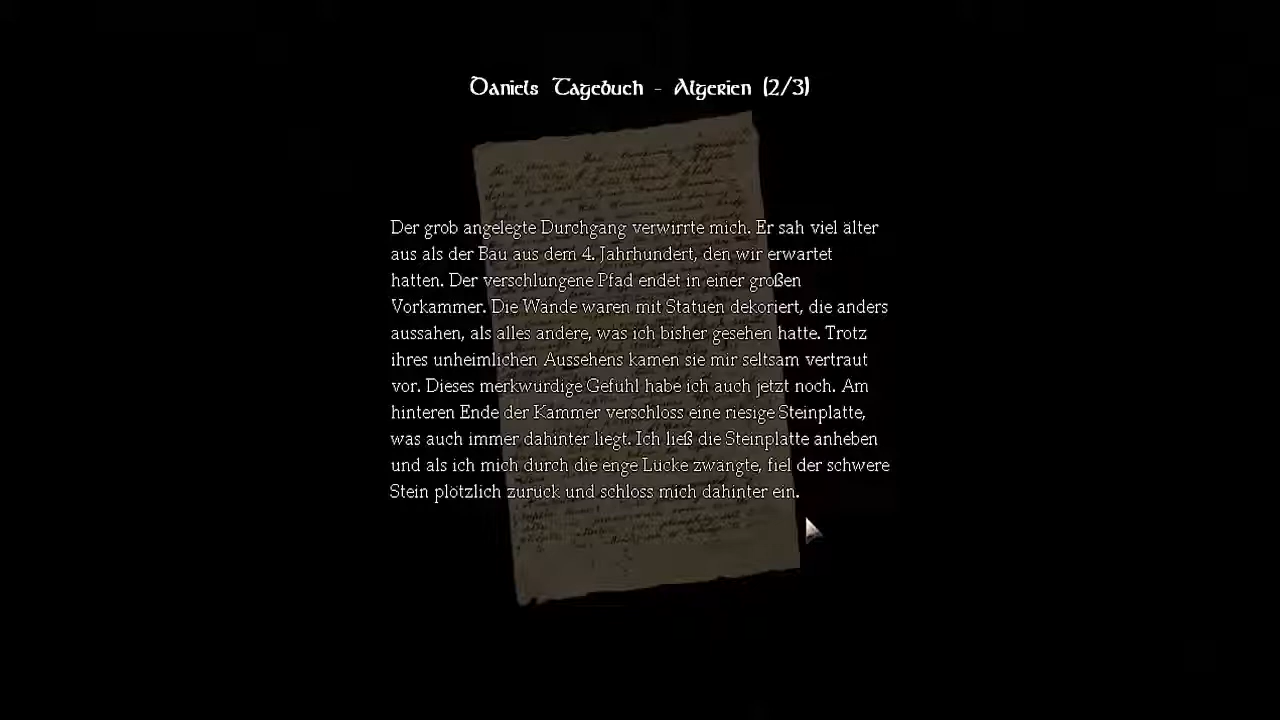 Daniels Tagebuch - Algerien (2/3)
Der grob angelegte Durchgang verwirrte mich. Er sah viel älter
aus als der Bau aus dem 4. Jahrhundert, den wir erwartet
hatten. Der verschlungene Pfad endet in einer großen
Vorkammer. Die Wände waren mit Statuen dekoriert, die anders
aussahen, als alles andere, was ich bisher gesehen hatte. Trotz
ihres unheimlichen Aussehens kamen sie mir seltsam vertraut
vor. Dieses merkwürdige Gefühl habe ich auch jetzt noch. Am
hinteren Ende der Kammer verschloss eine riesige Steinplatte,
was auch immer dahinter liegt. Ich ließ die Steinplatte anheben
und als ich mich durch die enge Lücke zwängte, fiel der schwere
Stein plötzlich zurück und schloss mich dahinter ein.